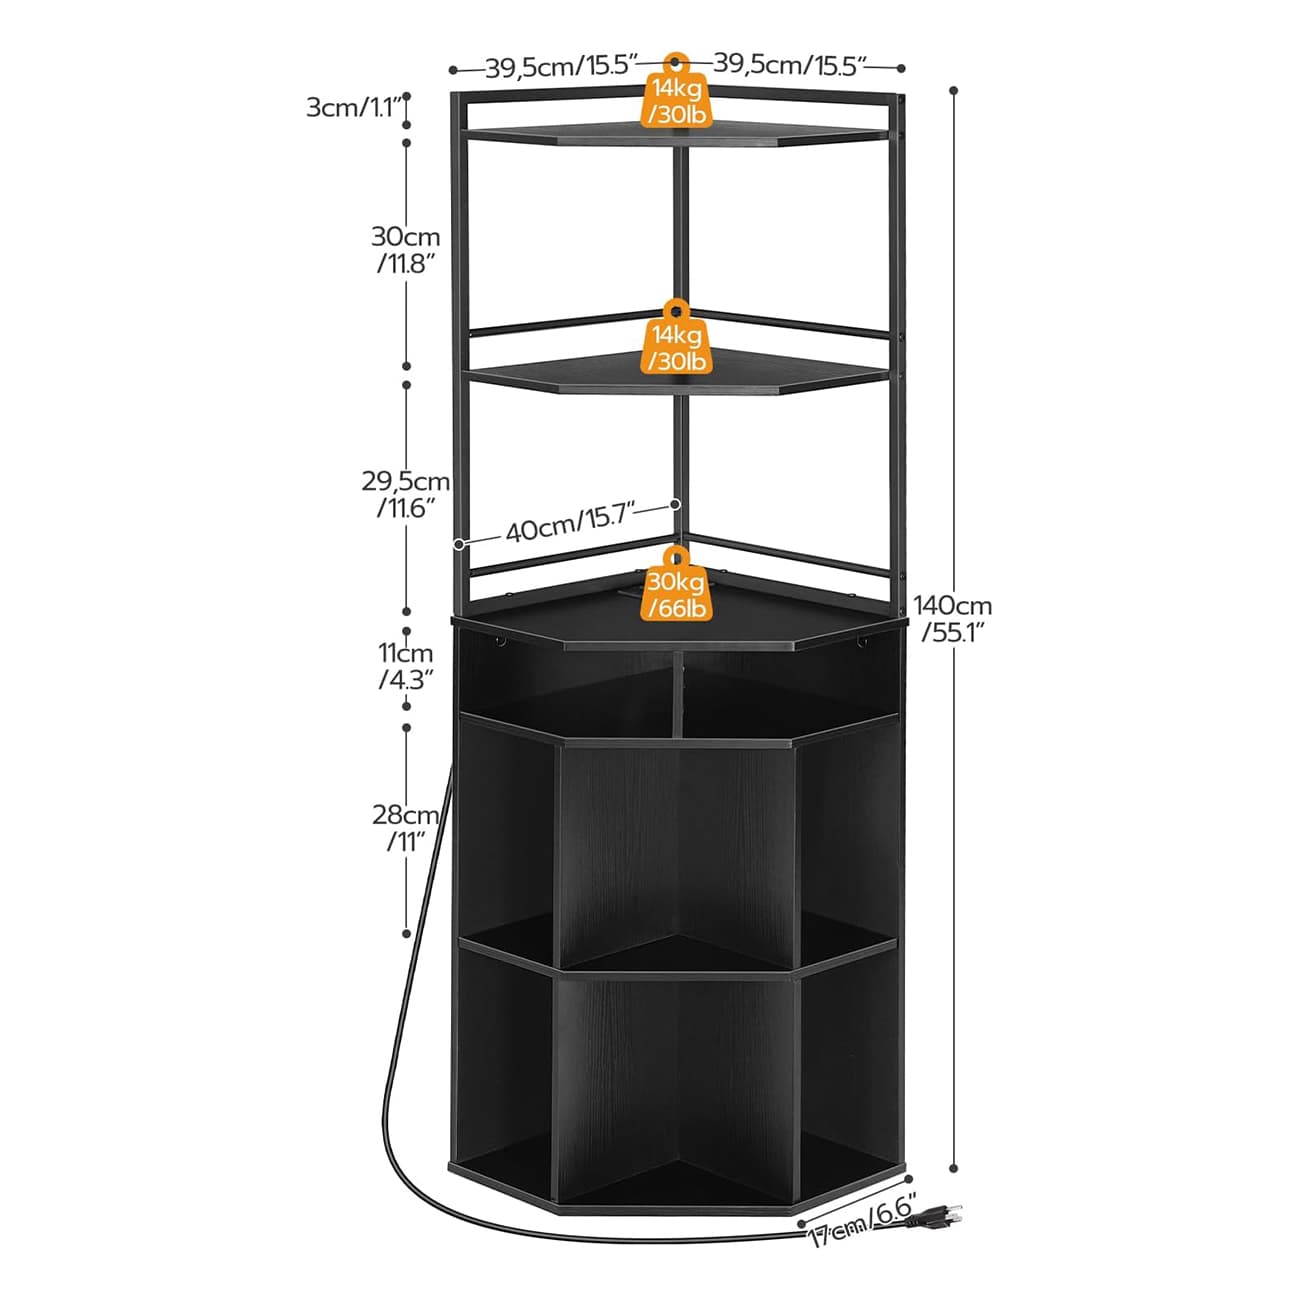 39,5cm/15.5”
39,5cm/15.5”
14kg
/30lb
3cm/1.1”
30cm
/11.8”
14kg
/30lb
29,5cm
/11.6”
40cm/15.7”
30kg
/66lb
140cm
/55.1”
11cm
/4.3”
28cm
/11”
17cm/6.6”